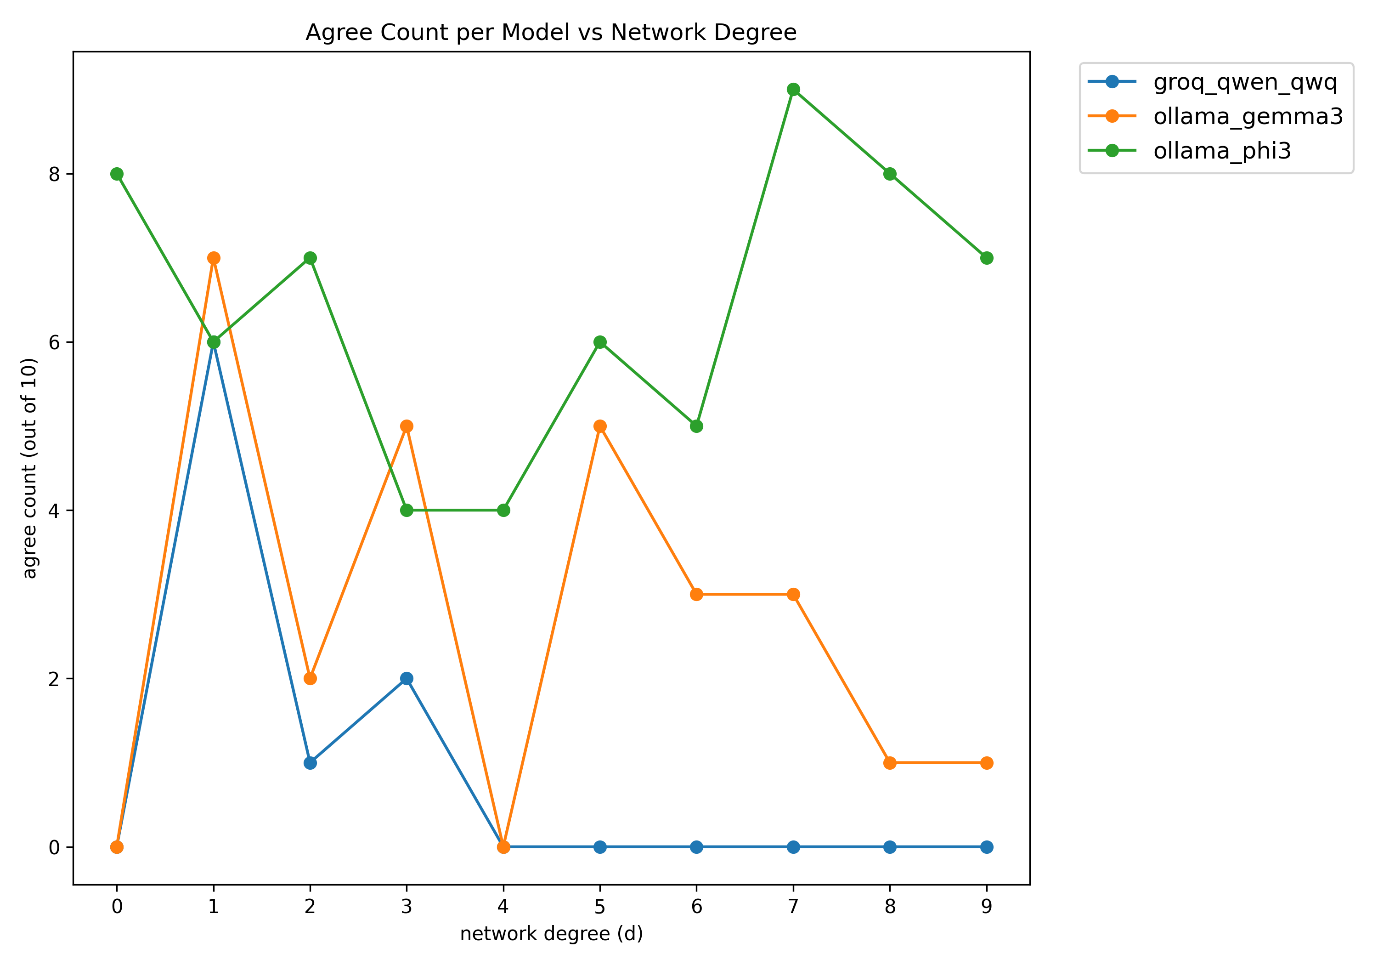 Agree Count per Model vs Network Degree
groq_qwen_qwq
ollama_gemma3
ollama_phi3
agree count (out of 10)
8
6
4
2
0
0 1 2 3 4 5 6 7 8 9
network degree (d)